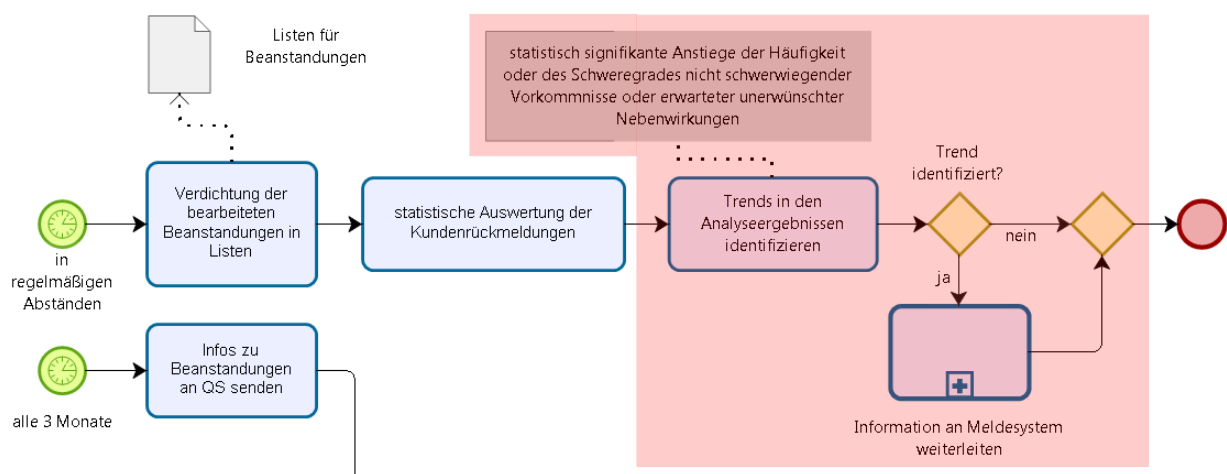 Listen für
Beanstandungen
statistisch signifikante Anstiege der Häufigkeit
oder des Schweregrades nicht schwerwiegender
Vorkommnisse oder erwarteter unerwünschter
Nebenwirkungen
Verdichtung der
bearbeiteten
Beanstandungen in
Listen
statistische Auswertung der
Kundenrückmeldungen
Trends in den
Analyseergebnissen
identifizieren
Trend
identifiziert?
nein
ja
in
regelmäßigen
Abständen
Infos zu
Beanstandungen
an QS senden
alle 3 Monate
Information an Meldesystem
weiterleiten